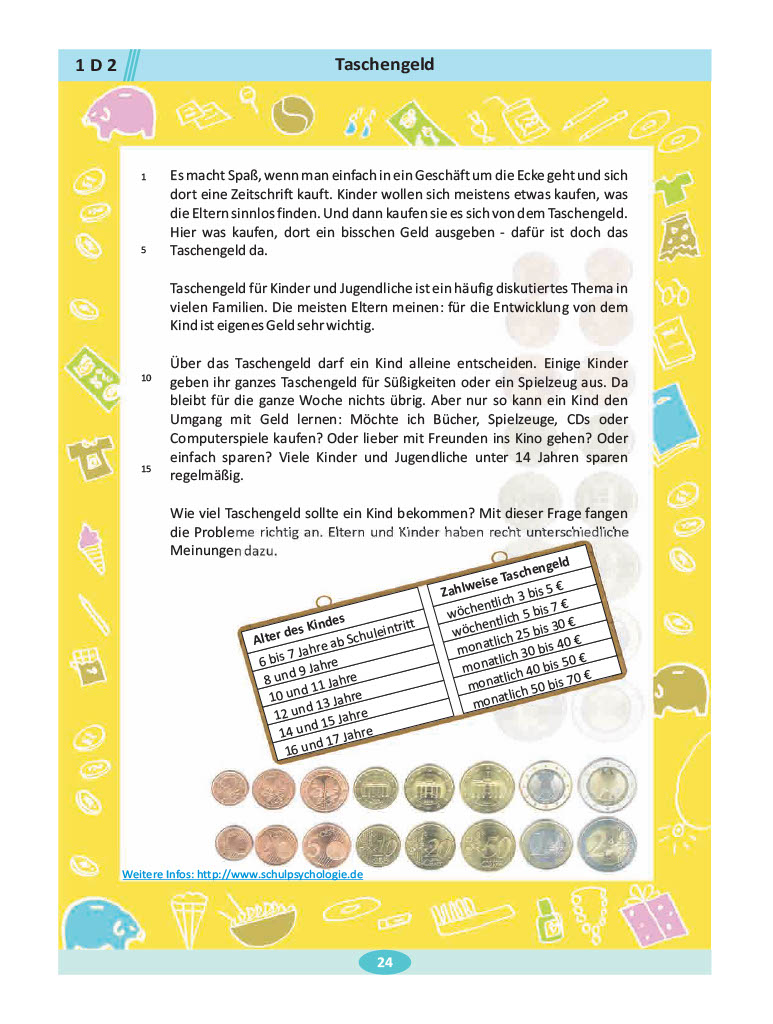 1 D 2
Taschengeld
1
Es macht Spaß, wenn man einfach in ein Geschäft um die Ecke geht und sich
dort eine Zeitschrift kauft. Kinder wollen sich meistens etwas kaufen, was
die Eltern sinnlos finden. Und dann kaufen sie es sich von dem Taschengeld.
Hier was kaufen, dort ein bisschen Geld ausgeben - dafür ist doch das
5
Taschengeld da.
Taschengeld für Kinder und Jugendliche ist ein häufig diskutiertes Thema in
vielen Familien. Die meisten Eltern meinen: für die Entwicklung von dem
Kind ist eigenes Geld sehr wichtig.
Über das Taschengeld darf ein Kind alleine entscheiden. Einige Kinder
10
geben ihr ganzes Taschengeld für Süßigkeiten oder ein Spielzeug aus. Da
bleibt für die ganze Woche nichts übrig. Aber nur so kann ein Kind den
Umgang mit Geld lernen: Möchte ich Bücher, Spielzeuge, CDs oder
Computerspiele kaufen? Oder lieber mit Freunden ins Kino gehen? Oder
einfach sparen? Viele Kinder und Jugendliche unter 14 Jahren sparen
15
regelmäßig.
Wie viel Taschengeld sollte ein Kind bekommen? Mit dieser Frage fangen
die Probleme richtig an. Eltern und Kinder haben recht unterschiedliche
Meinungen dazu.
Alter des Kindes
Zahlweise Taschengeld
6 bis 7 Jahre ab Schuleintritt
wöchentlich 3 bis 5 €
8 und 9 Jahre
wöchentlich 5 bis 7 €
10 und 11 Jahre
monatlich 25 bis 30 €
12 und 13 Jahre
monatlich 30 bis 40 €
14 und 15 Jahre
monatlich 40 bis 50 €
16 und 17 Jahre
monatlich 50 bis 70 €
Weitere Infos: http://www.schulpsychologie.de
24